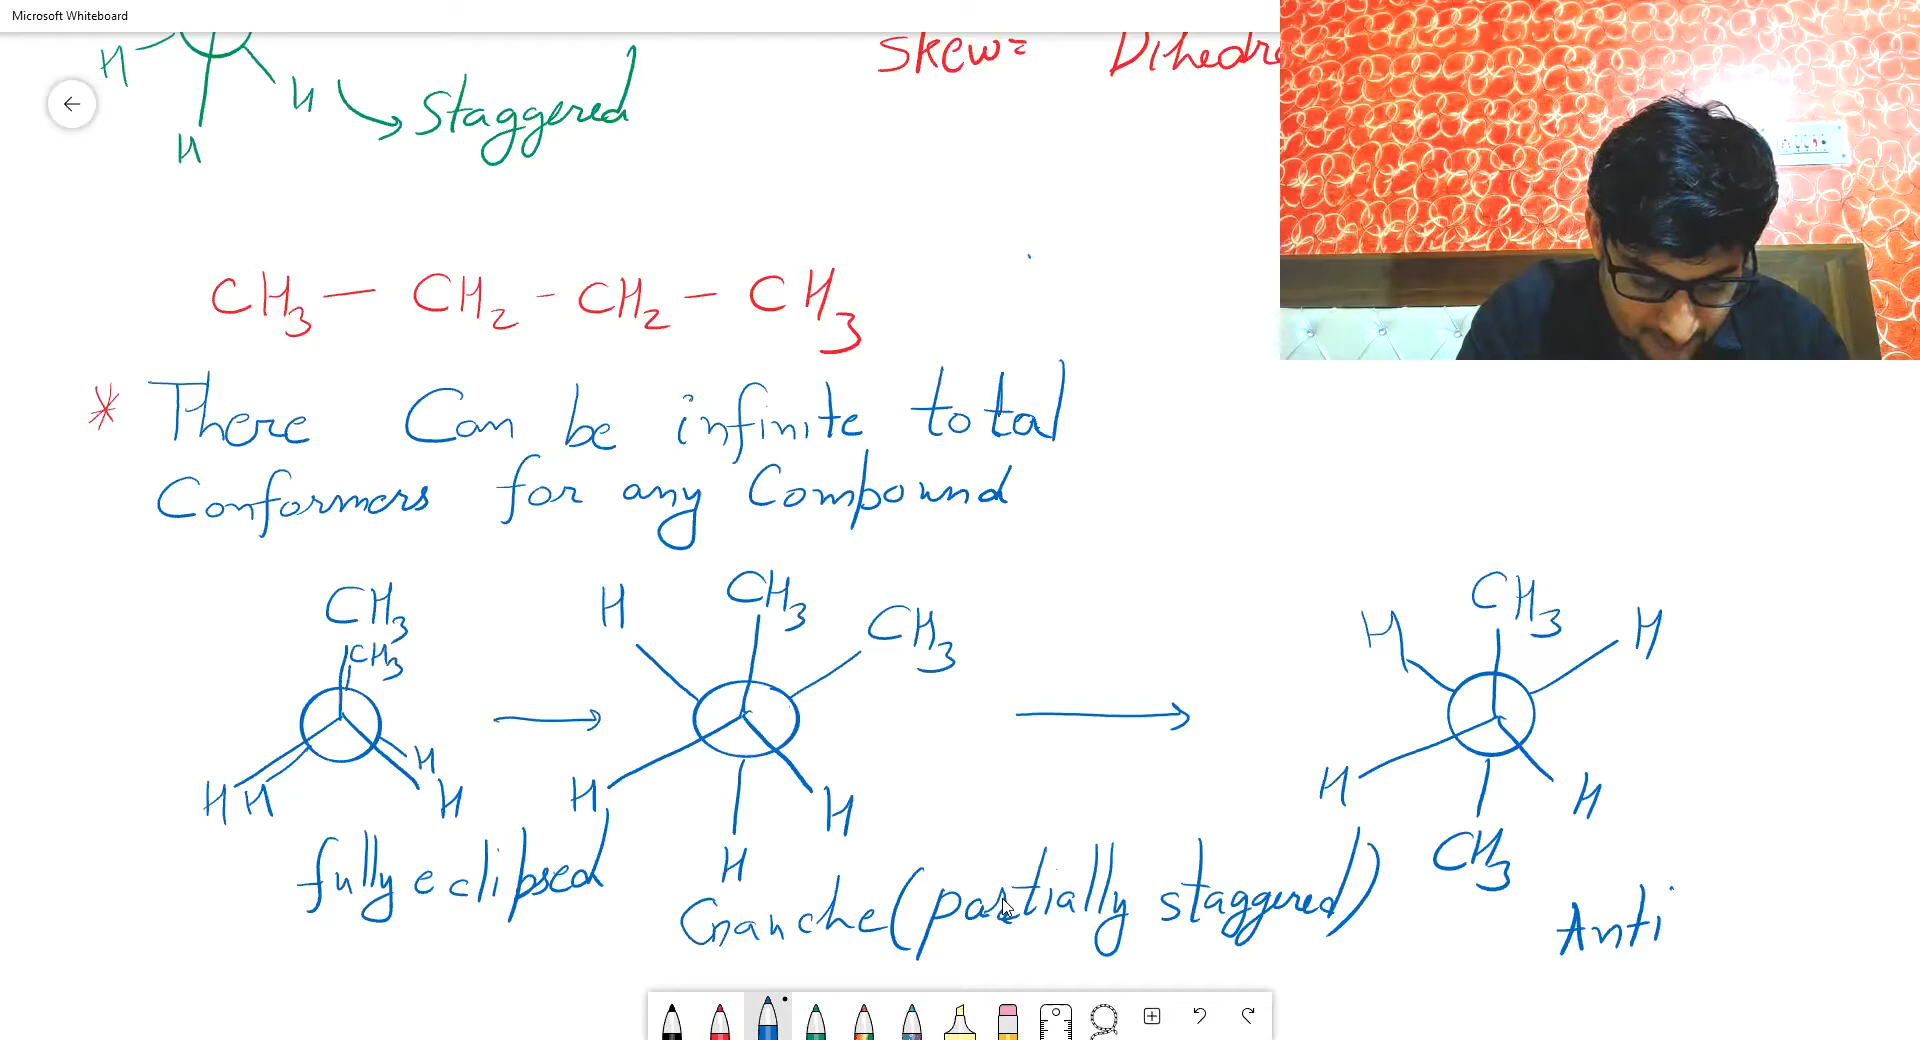 Microsoft Whiteboard
H
H
H
Staggered
Skew= Dihedra
CH3 — CH2 - CH2 - CH3
* There Can be infinite total
Conformers for any Compound
CH3
CH3
H H
H
H
fully eclipsed
H
CH3
CH3
H
H
H
Gauche (partially staggered)
H
CH3
H
H
H
CH3
Anti